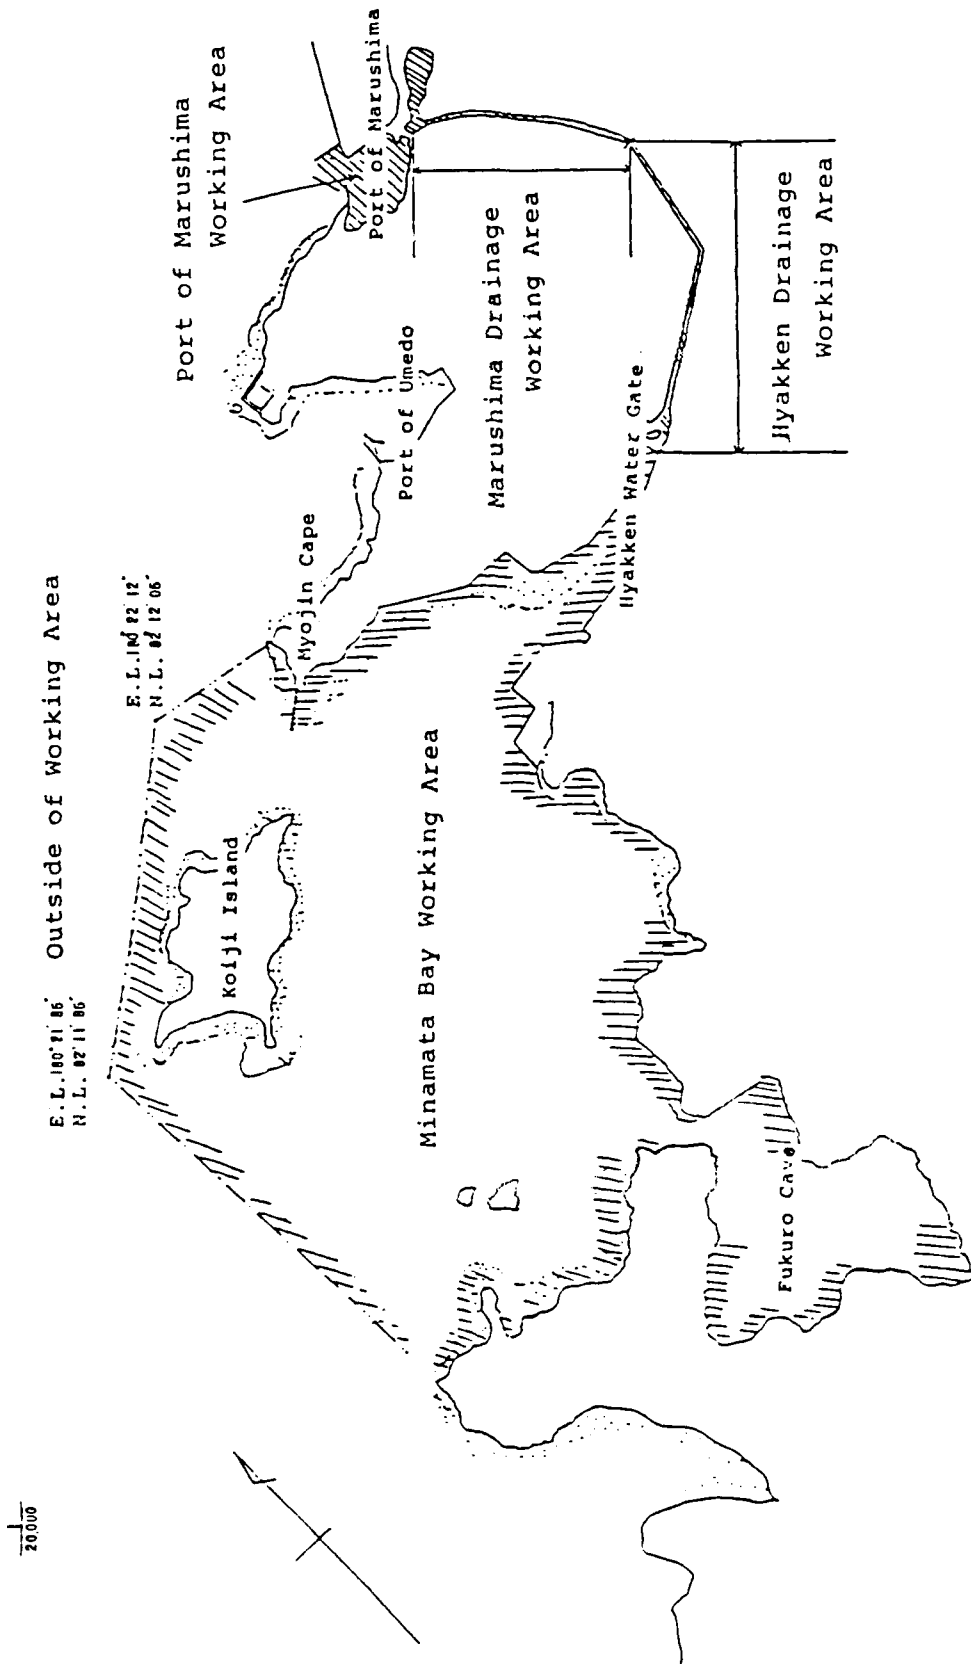 1
20,000
E.L.
N.L.
Outside of Working Area
E.L.
N.L.
Port of Marushima
Working Area
Koiji Island
Myojin Cape
Port of Marushima
Port of Umedo
Minamata Bay Working Area
Marushima Drainage
Working Area
Hyakken Water Gate
Fukuro Cave
Hyakken Drainage
Working Area